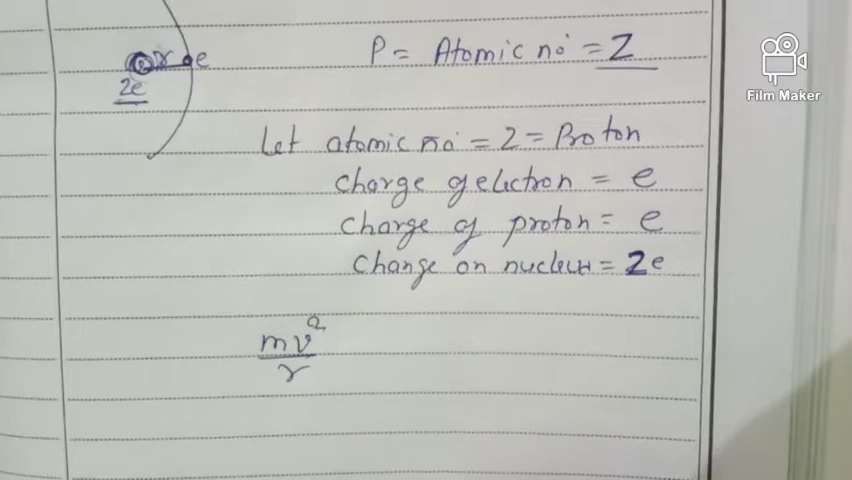 r e
2e
P = Atomic no = Z
Let atomic no = Z = Proton
charge of electron = e
charge of proton = e
Charge on nucleus = Ze
mv²
r
Film Maker